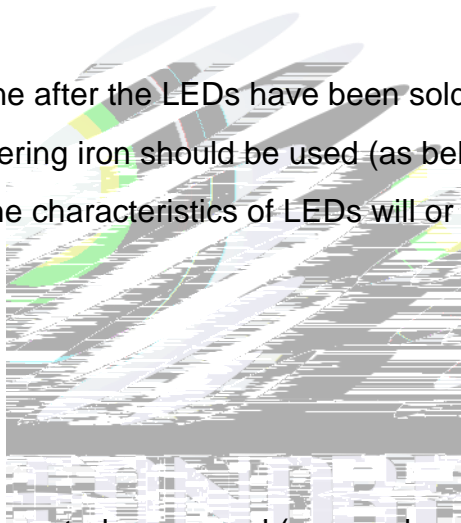 ne after the LEDs have been sold
ering iron should be used (as bel
ne characteristics of LEDs will or